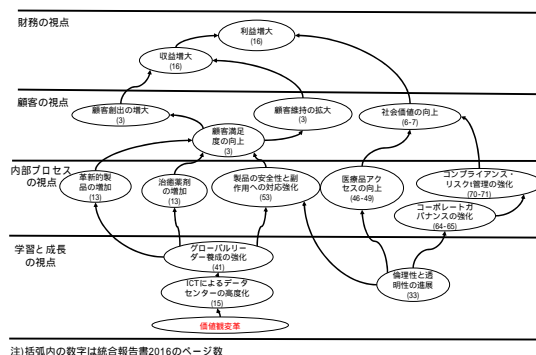 財務の視点
利益増大
(16)
収益増大
(16)
顧客の視点
顧客創出の増大
(3)
顧客維持の拡大
(3)
社会価値の向上
(6-7)
顧客満足
度の向上
(3)
内部プロセス
の視点
革新的製
品の増加
(13)
治癒薬剤
の増加
(13)
製品の安全性と副
作用への対応強化
(53)
医療品アク
セスの向上
(46-49)
コンプライアンス・
リスクt管理の強化
(70-71)
コーポレートガ
バナンスの強化
(64-65)
学習と成長
の視点
グローバルリー
ダー養成の強化
(41)
ICTによるデータ
センターの高度化
(15)
倫理性と透
明性の進展
(33)
価値観変革
注)括弧内の数字は統合報告書2016のページ数